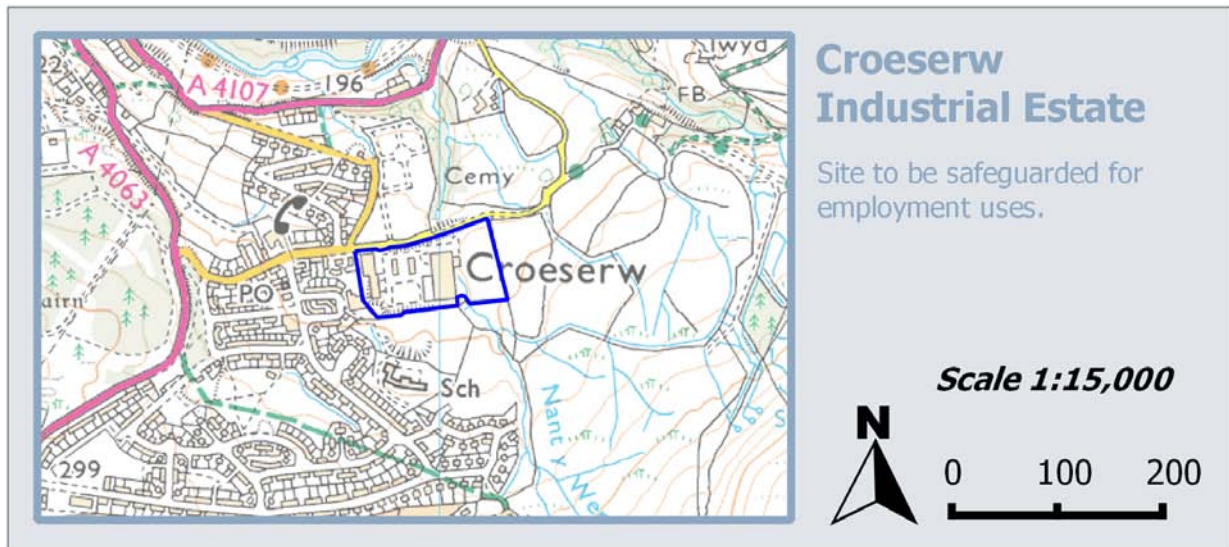 Croeserw
Industrial Estate
Site to be safeguarded for
employment uses.
Scale 1:15,000
N
0 100 200
22
A 4107
196
FB
A 4063
Cemy
Croeserw
PO
Sch
Nant y
299